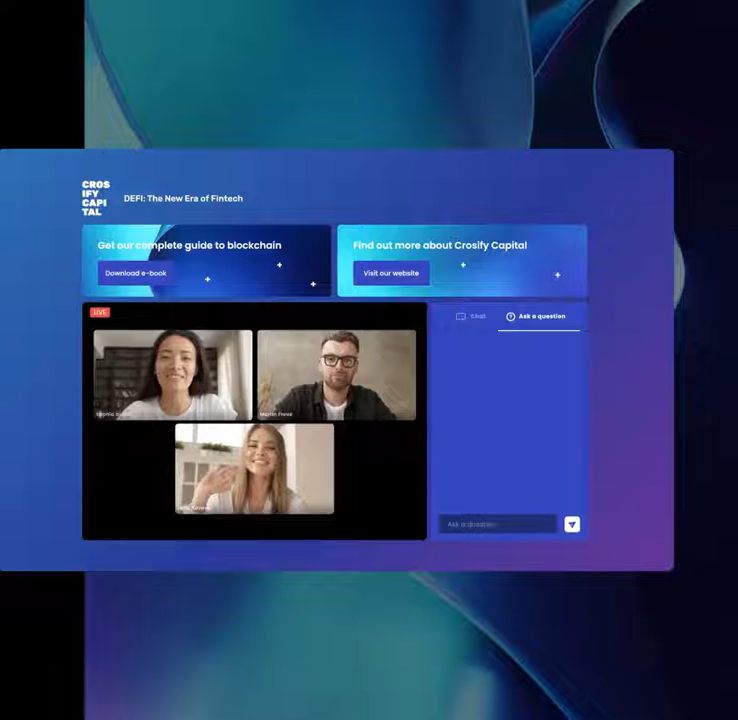 CROS
IFY
CAPI
TAL
DEFI: The New Era of Fintech
Get our complete guide to blockchain
Download e-book
Find out more about Crosify Capital
Visit our website
LIVE
Chat
Ask a question
Martin Freve
Ask a question